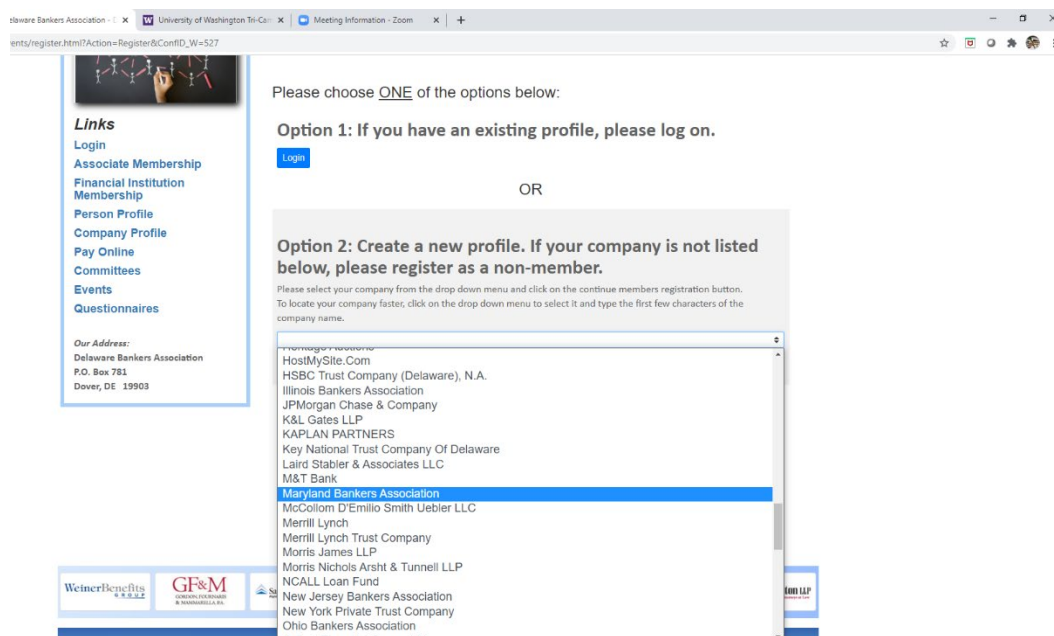 elaware Bankers Association -
University of Washington Tri-Cam
Meeting Information - Zoom
ents/register.html?Action=Register&ConfID_W=527
Links
Login
Associate Membership
Financial Institution
Membership
Person Profile
Company Profile
Pay Online
Committees
Events
Questionnaires
Our Address:
Delaware Bankers Association
P.O. Box 781
Dover, DE 19903
Please choose ONE of the options below:
Option 1: If you have an existing profile, please log on.
Login
OR
Option 2: Create a new profile. If your company is not listed
below, please register as a non-member.
Please select your company from the drop down menu and click on the continue members registration button.
To locate your company faster, click on the drop down menu to select it and type the first few characters of the
company name.
Heritage Auctions
HostMySite.Com
HSBC Trust Company (Delaware), N.A.
Illinois Bankers Association
JPMorgan Chase & Company
K&L Gates LLP
KAPLAN PARTNERS
Key National Trust Company Of Delaware
Laird Stabler & Associates LLC
M&T Bank
Maryland Bankers Association
McCollom D'Emilio Smith Uebler LLC
Merrill Lynch
Merrill Lynch Trust Company
Morris James LLP
Morris Nichols Arsht & Tunnell LLP
NCALL Loan Fund
New Jersey Bankers Association
New York Private Trust Company
Ohio Bankers Association
WeinerBenefits
GROUP
GF&M
GORDON, FOURNARIS
& MAMMARELLA, P.A.